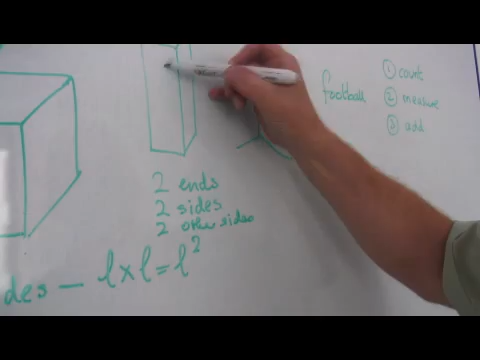 football
① count
② measure
③ add
2 ends
2 sides
2 other sides
des — l×l = l²